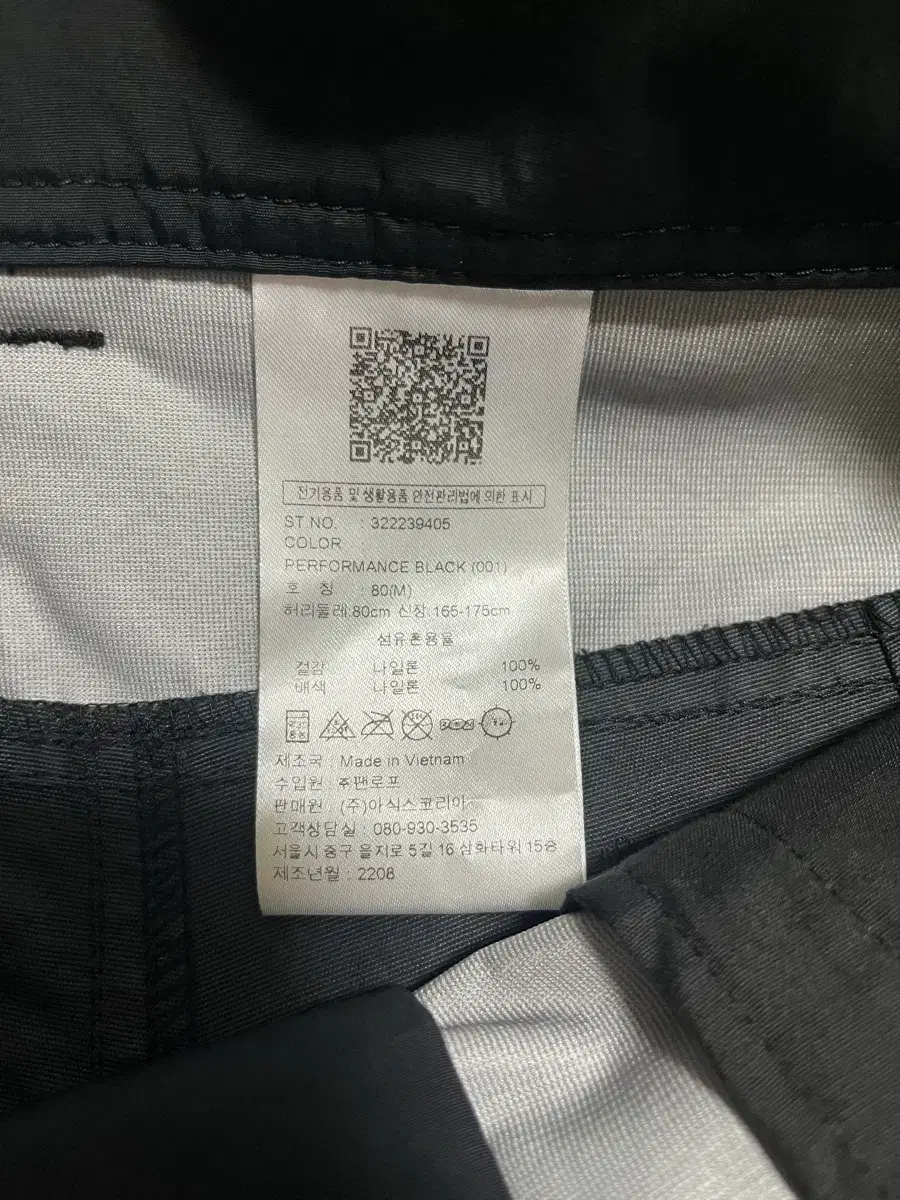 전기용품 및 생활용품 안전관리법에 의한 표시
ST NO. : 322239405
COLOR :
PERFORMANCE BLACK (001)
호 칭 : 80(M)
허리둘레:80cm 신장:165-175cm
섬유혼용율
겉감 나일론 100%
배색 나일론 100%
제조국 : Made in Vietnam
수입원 : ㈜팬로프
판매원 (주)아식스코리아
고객상담실 : 080-930-3535
서울시 중구 을지로 5길 16 삼화타워 15층
제조년월 : 2208